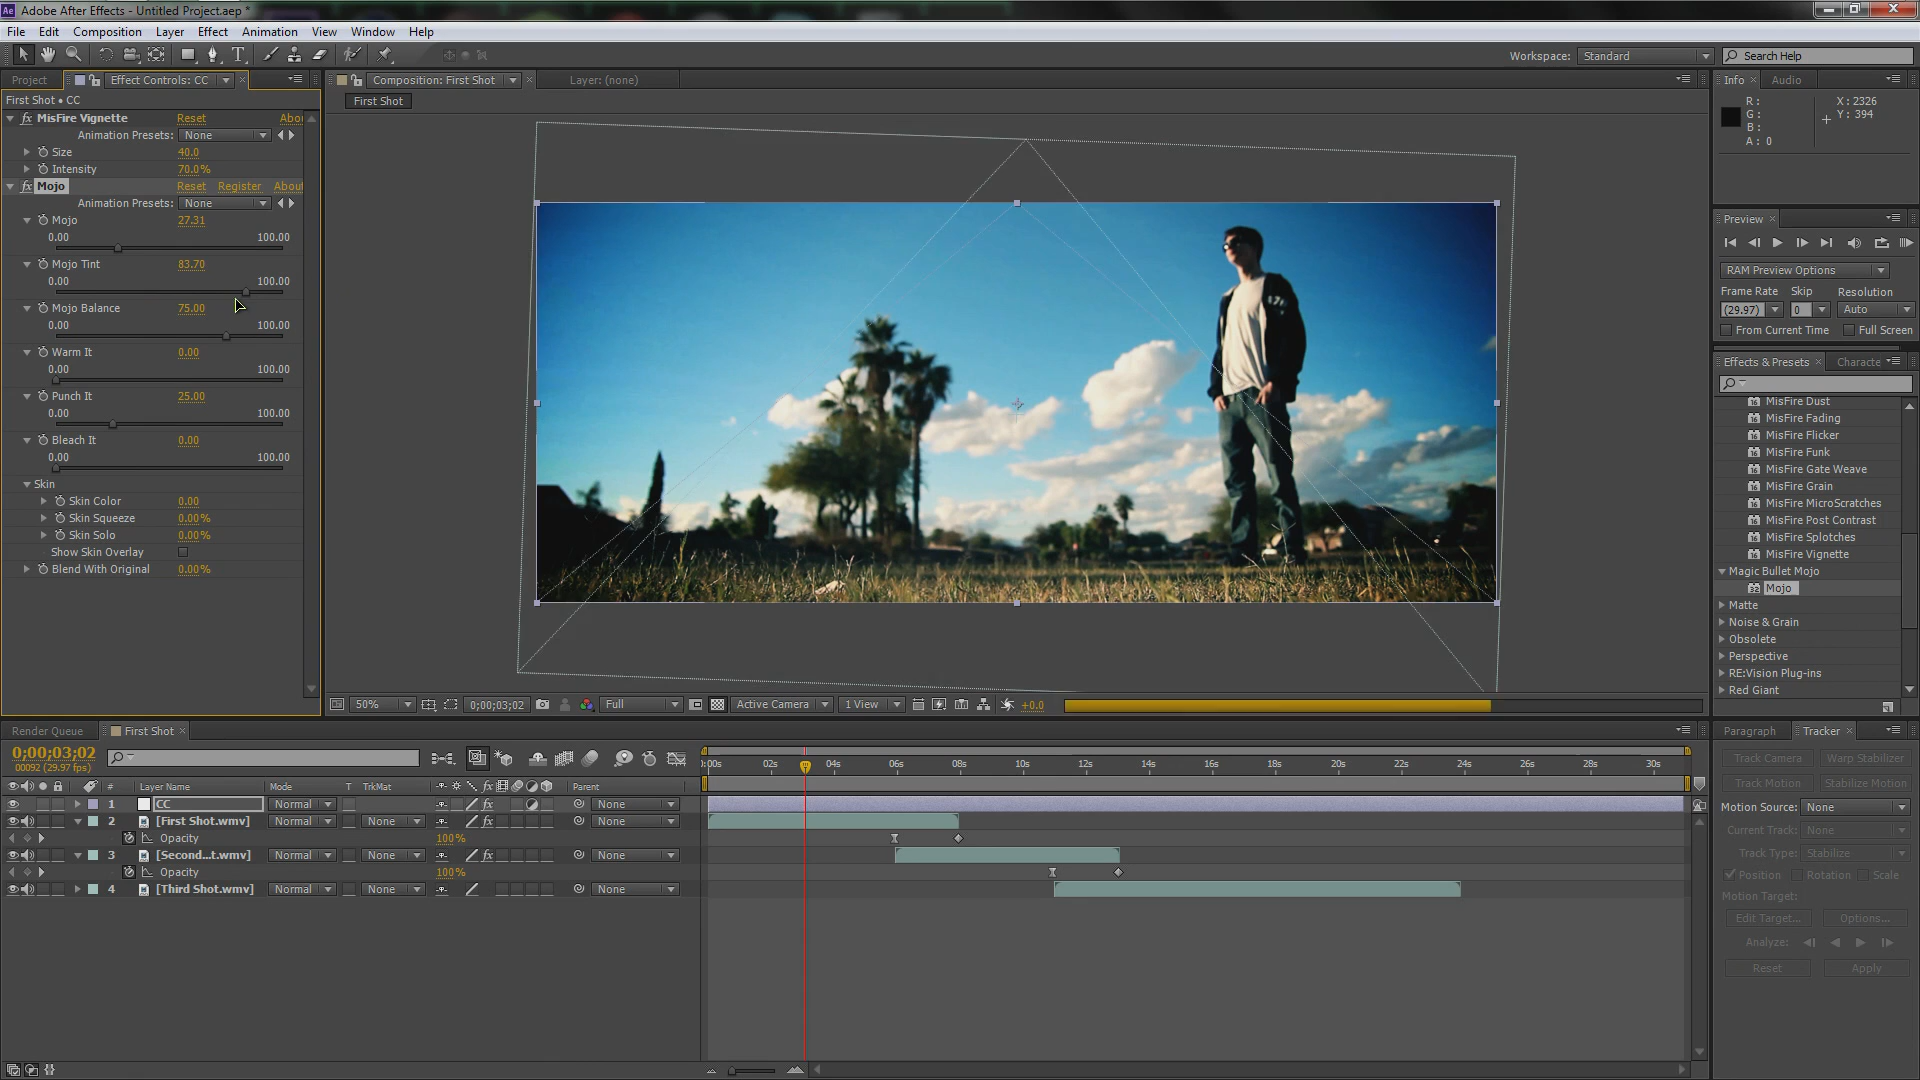 Ae Adobe After Effects - Untitled Project.aep *
File Edit Composition Layer Effect Animation View Window Help
Workspace: Standard Search Help
Project Effect Controls: CC
Composition: First Shot Layer: (none)
Info Audio
First Shot • CC
First Shot
R: X: 2326
G: Y: 394
B:
A: 0
fx MisFire Vignette Reset Abou
Animation Presets: None
Size 40.0
Intensity 70.0%
fx Mojo Reset Register About
Animation Presets: None
Mojo 27.31
0.00 100.00
Mojo Tint 83.70
0.00 100.00
Mojo Balance 75.00
0.00 100.00
Warm It 0.00
0.00 100.00
Punch It 25.00
0.00 100.00
Bleach It 0.00
0.00 100.00
Skin
Skin Color 0.00
Skin Squeeze 0.00%
Skin Solo 0.00%
Show Skin Overlay
Blend With Original 0.00%
Preview
RAM Preview Options
Frame Rate Skip Resolution
(29.97) 0 Auto
From Current Time Full Screen
Effects & Presets Characte
MisFire Dust
MisFire Fading
MisFire Flicker
MisFire Funk
MisFire Gate Weave
MisFire Grain
MisFire MicroScratches
MisFire Post Contrast
MisFire Splotches
MisFire Vignette
Magic Bullet Mojo
Mojo
Matte
Noise & Grain
Obsolete
Perspective
RE:Vision Plug-ins
Red Giant
50% 0;00;03;02 Full Active Camera 1 View +0.0
Render Queue First Shot
0;00;03;02
00092 (29.97 fps)
0:00s 02s 04s 06s 08s 10s 12s 14s 16s 18s 20s 22s 24s 26s 28s 30s
# Layer Name Mode T TrkMat fx Parent
1 CC Normal fx None
2 [First Shot.wmv] Normal None None
Opacity 100%
3 [Second...t.wmv] Normal None fx None
Opacity 100%
4 [Third Shot.wmv] Normal None None
Paragraph Tracker
Track Camera Warp Stabilizer
Track Motion Stabilize Motion
Motion Source: None
Current Track: None
Track Type: Stabilize
Position Rotation Scale
Motion Target:
Edit Target... Options...
Analyze:
Reset Apply